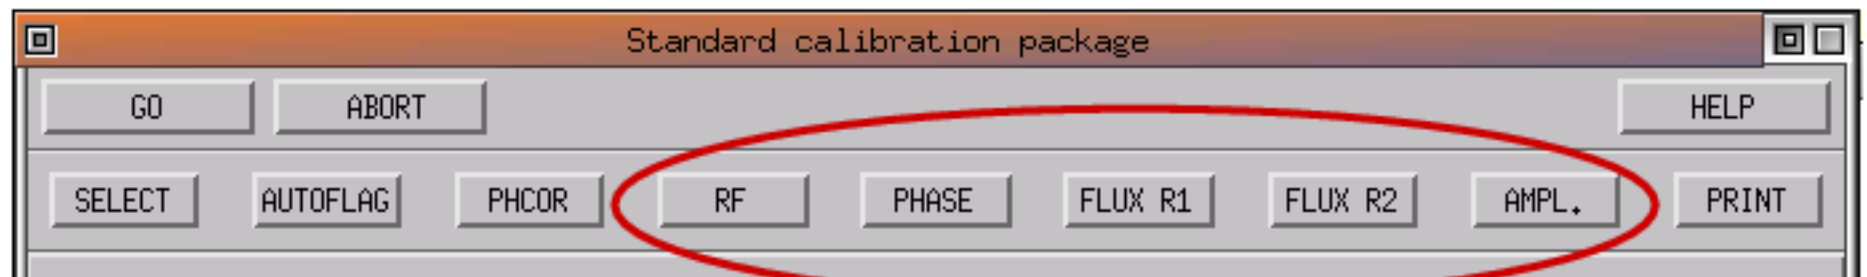 Standard calibration package
GO ABORT HELP
SELECT AUTOFLAG PHCOR RF PHASE FLUX R1 FLUX R2 AMPL. PRINT